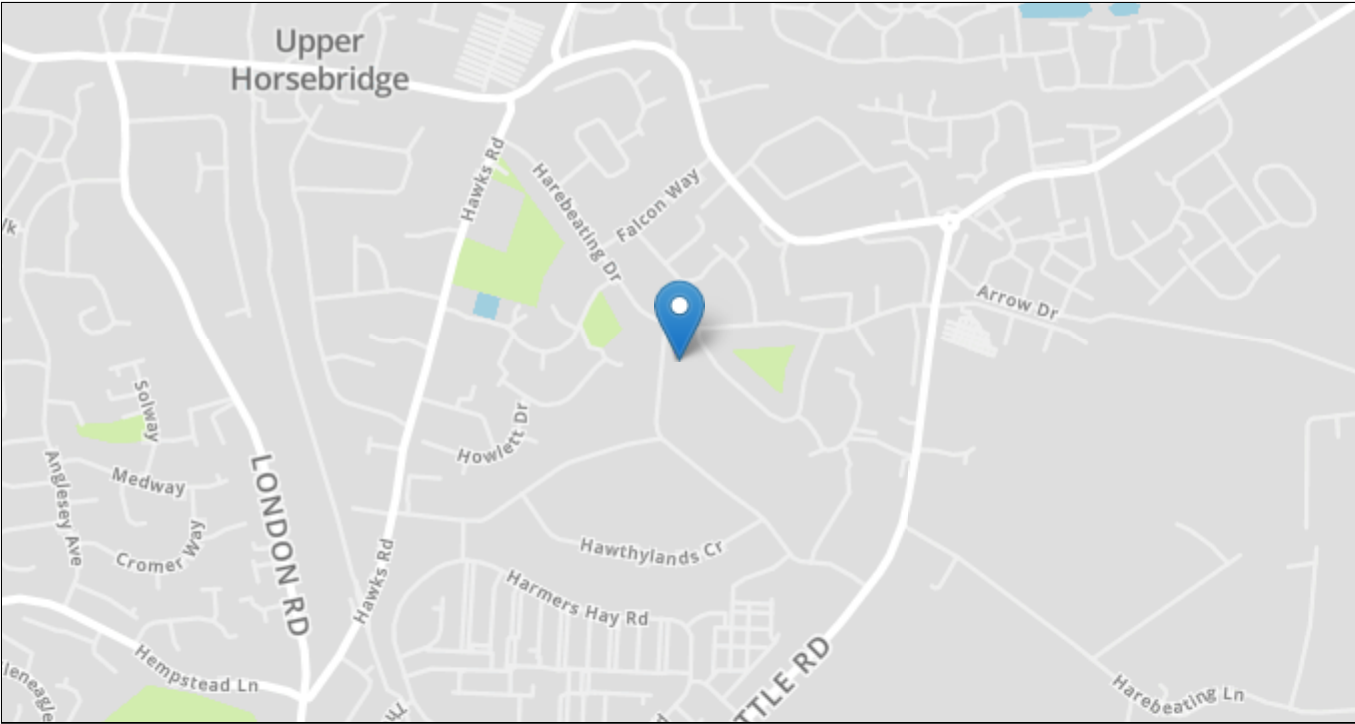 Upper
Horsebridge
Hawks Rd
Harebeating Dr
Falcon Way
Arrow Dr
Solway
Howlett Dr
Anglesey Ave
Medway
LONDON RD
Cromer Way
Hawthylands Cr
Hawks Rd
Harmers Hay Rd
Hempstead Ln
TTLE RD
Harebeating Ln
leneagle